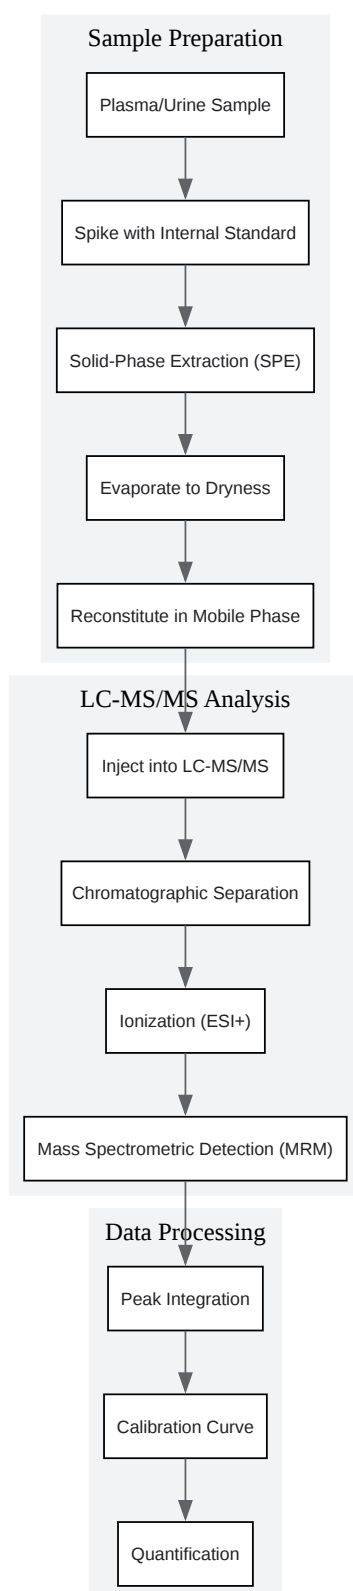 Sample Preparation
Plasma/Urine Sample
Spike with Internal Standard
Solid-Phase Extraction (SPE)
Evaporate to Dryness
Reconstitute in Mobile Phase
LC-MS/MS Analysis
Inject into LC-MS/MS
Chromatographic Separation
Ionization (ESI+)
Mass Spectrometric Detection (MRM)
Data Processing
Peak Integration
Calibration Curve
Quantification